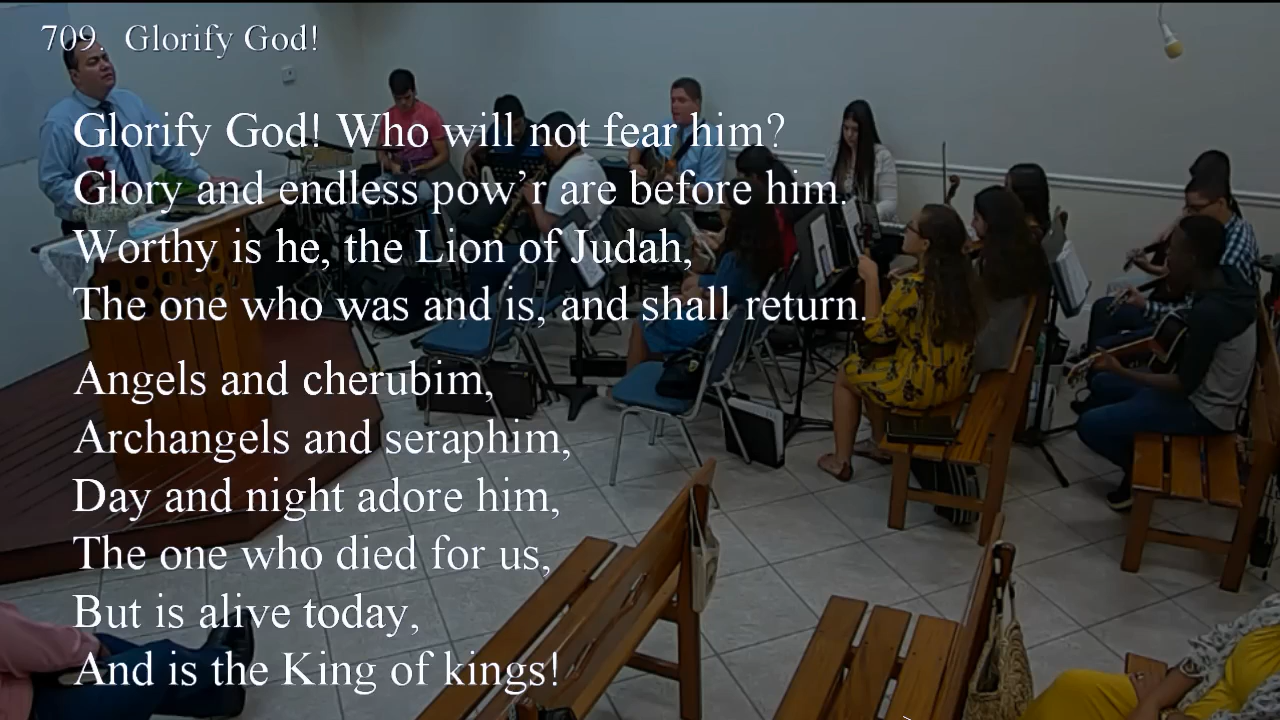 709. Glorify God!
Glorify God! Who will not fear him?
Glory and endless pow’r are before him.
Worthy is he, the Lion of Judah,
The one who was and is, and shall return.
Angels and cherubim,
Archangels and seraphim,
Day and night adore him,
The one who died for us,
But is alive today,
And is the King of kings!